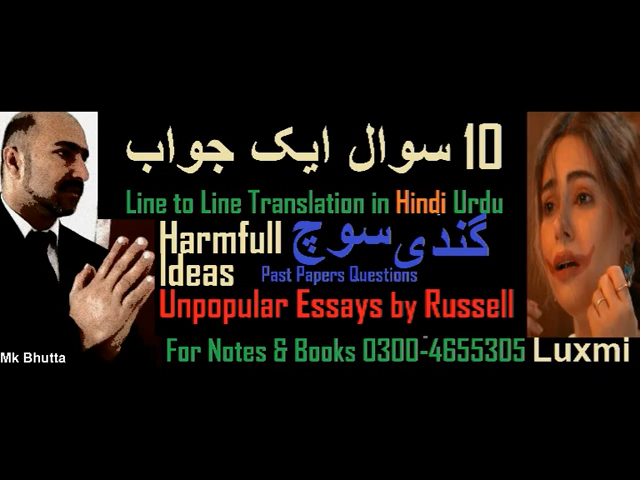 10 سوال ایک جواب
Line to Line Translation in Hindi Urdu
Harmfull گندی سوچ
Ideas Past Papers Questions
Unpopular Essays by Russell
For Notes & Books 0300-4655305 Luxmi
Mk Bhutta